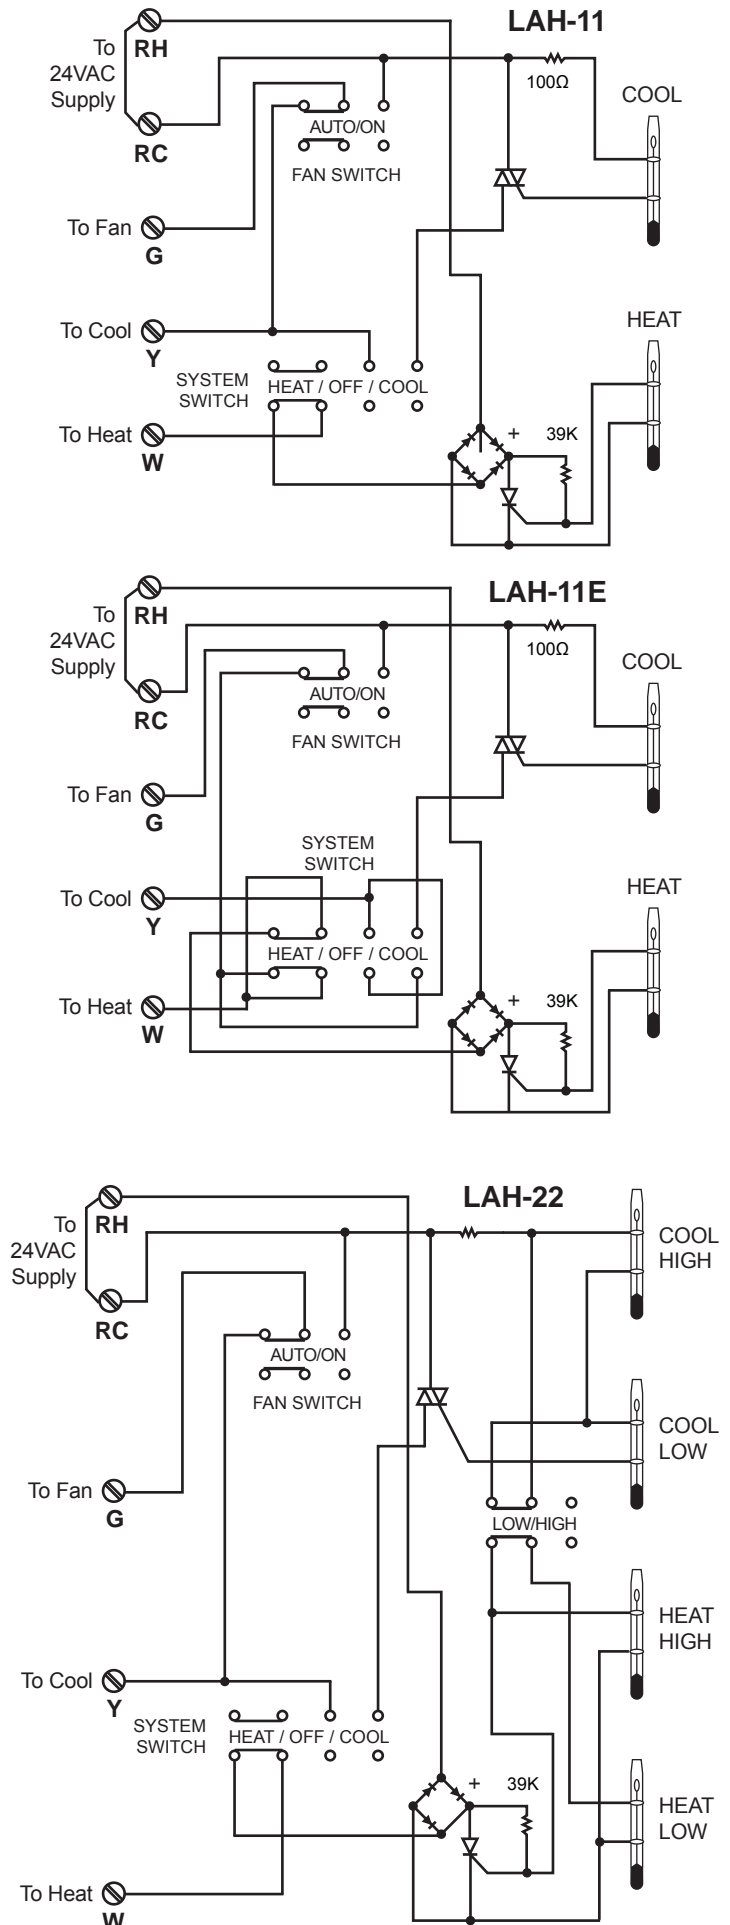 LAH-11
To
24VAC
Supply
RH
RC
100Ω
COOL
AUTO/ON
FAN SWITCH
To Fan
G
To Cool
Y
HEAT
SYSTEM
SWITCH
HEAT / OFF / COOL
To Heat
W
+
39K
LAH-11E
To
24VAC
Supply
RH
RC
100Ω
COOL
AUTO/ON
FAN SWITCH
To Fan
G
SYSTEM
SWITCH
To Cool
Y
HEAT
HEAT / OFF / COOL
To Heat
W
+
39K
LAH-22
To
24VAC
Supply
RH
RC
COOL
HIGH
AUTO/ON
FAN SWITCH
COOL
LOW
To Fan
G
LOW/HIGH
HEAT
HIGH
To Cool
Y
SYSTEM
SWITCH
HEAT / OFF / COOL
+
39K
HEAT
LOW
To Heat
W